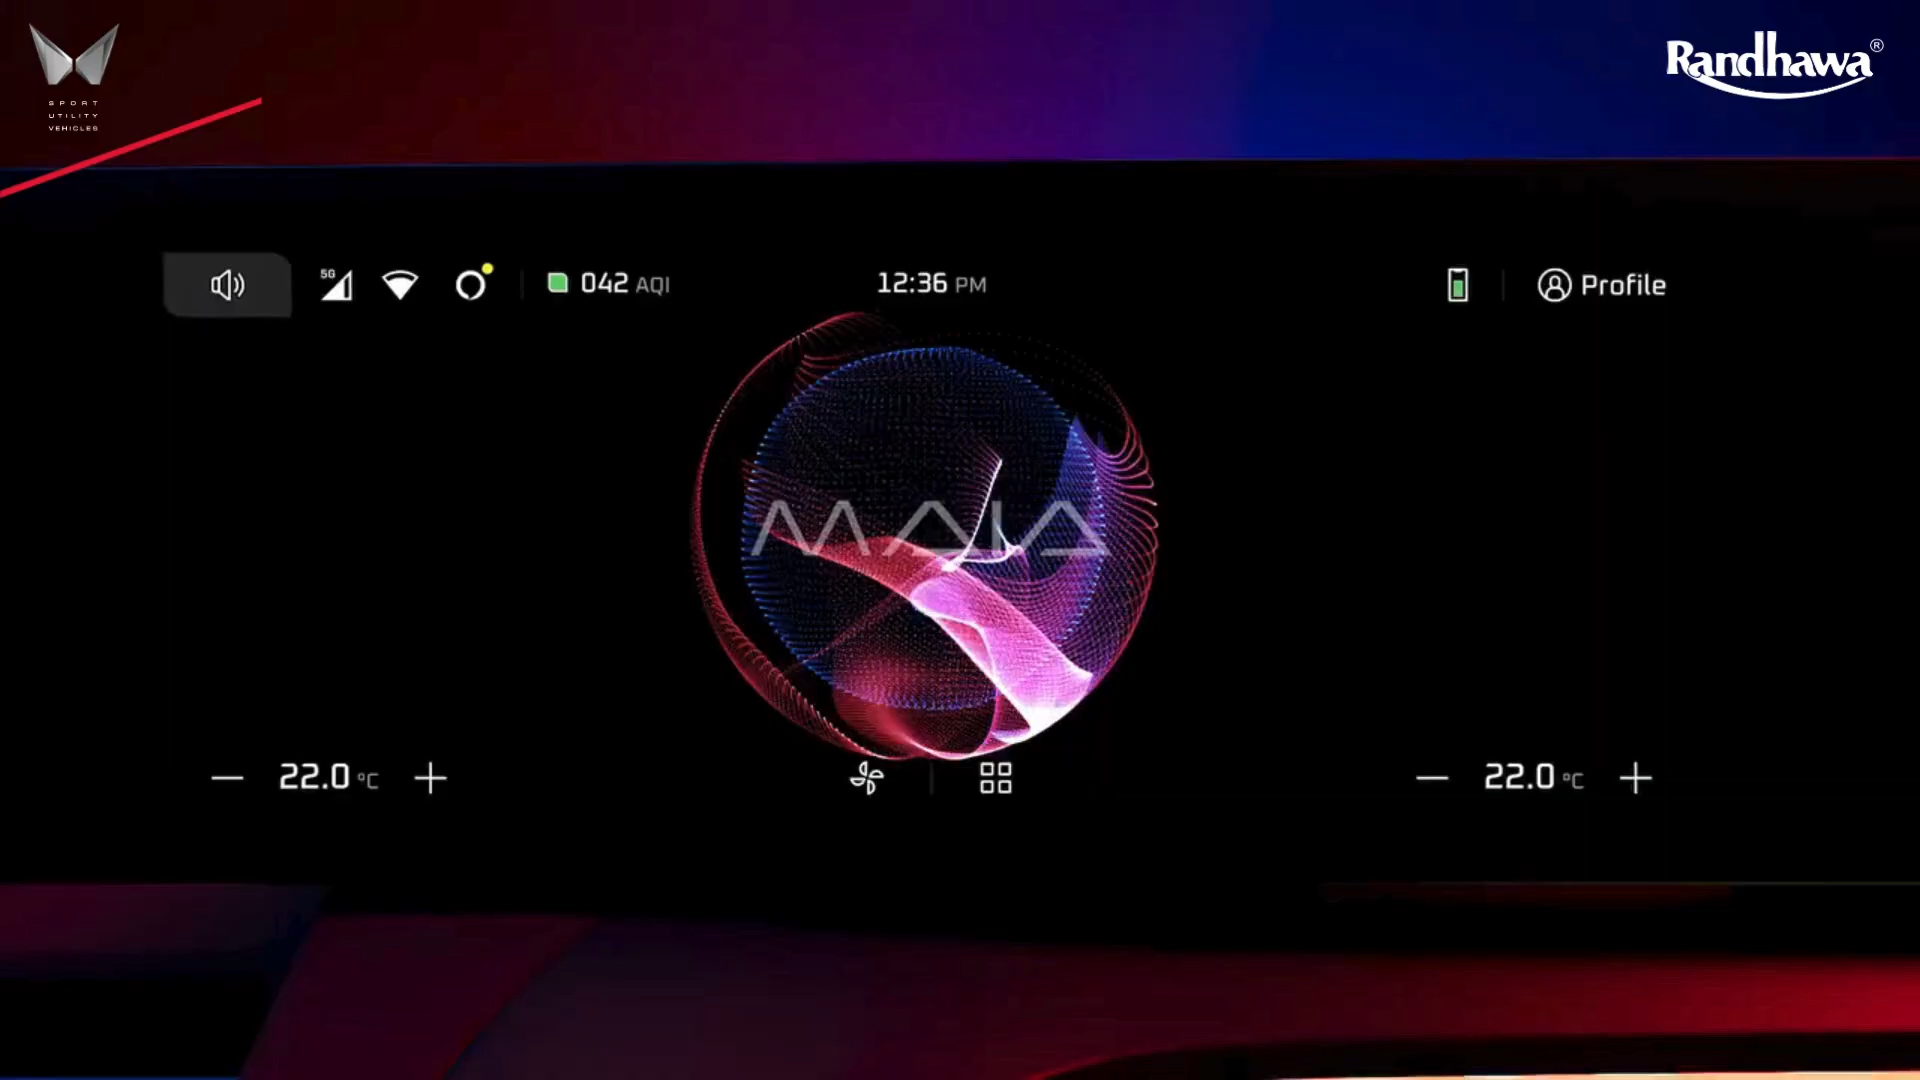 SPORT
UTILITY
VEHICLES
Randhawa®
5G
042 AQI
12:36 PM
Profile
MAIA
22.0 °C
22.0 °C